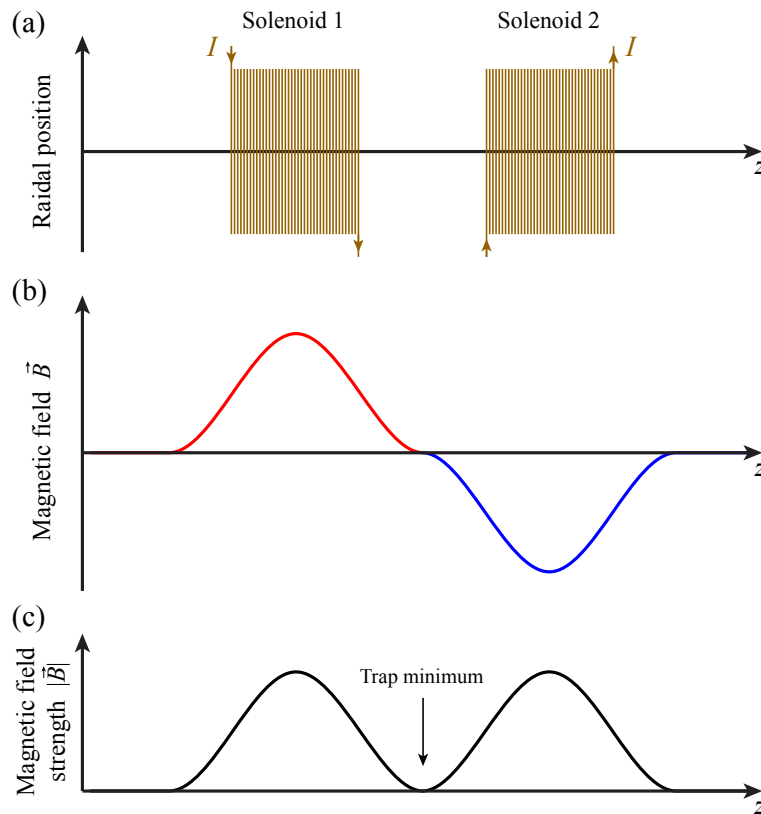 (a)
Solenoid 1
Solenoid 2
I
I
Raidal position
z
(b)
Magnetic field B⃗
z
(c)
Magnetic field
strength |B⃗|
Trap minimum
z